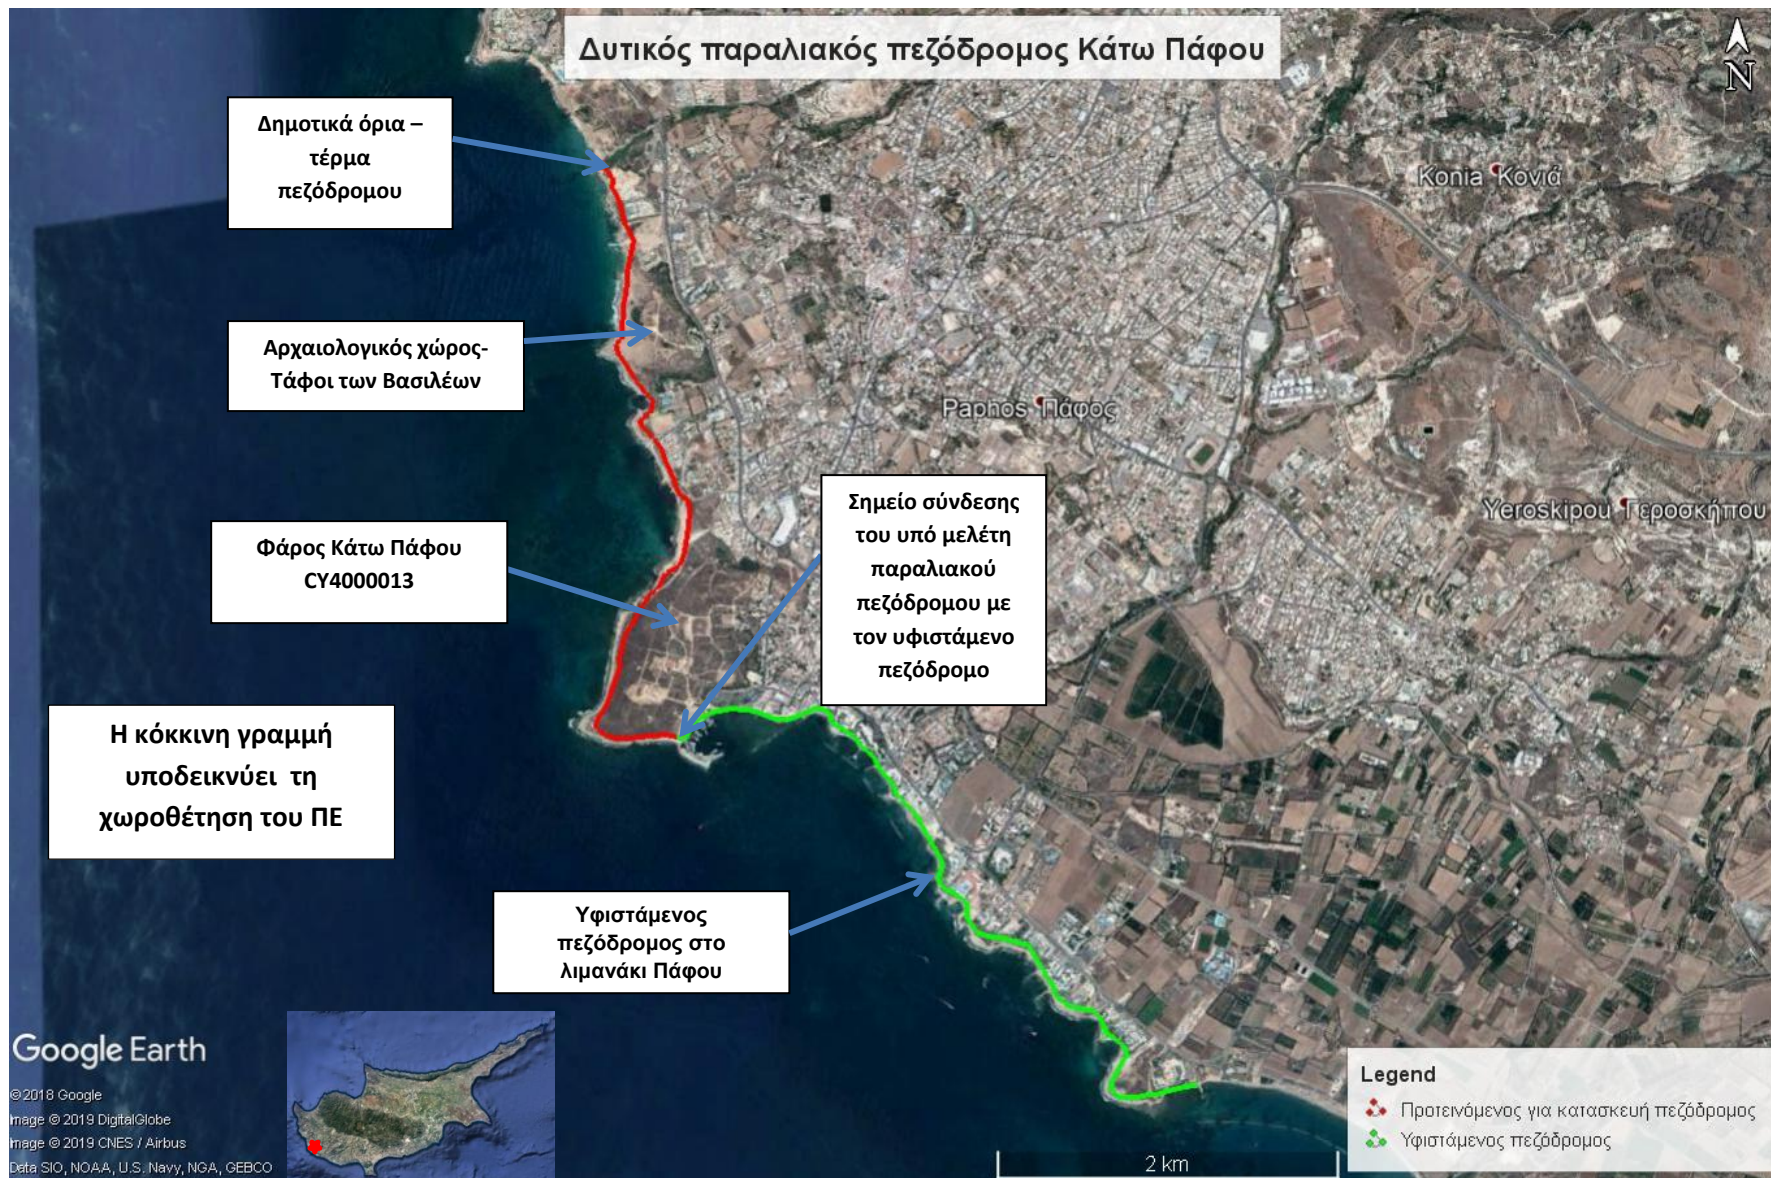 Δυτικός παραλιακός πεζόδρομος Κάτω Πάφου
N
Δημοτικά όρια –
τέρμα
πεζόδρομου
Konia Κονιά
Αρχαιολογικός χώρος-
Τάφοι των Βασιλέων
Paphos Πάφος
Σημείο σύνδεσης
του υπό μελέτη
παραλιακού
πεζόδρομου με
τον υφιστάμενο
πεζόδρομο
Yeroskipou Γεροσκήπου
Φάρος Κάτω Πάφου
CY4000013
Η κόκκινη γραμμή
υποδεικνύει τη
χωροθέτηση του ΠΕ
Υφιστάμενος
πεζόδρομος στο
λιμανάκι Πάφου
Google Earth
© 2018 Google
Image © 2019 DigitalGlobe
Image © 2019 CNES / Airbus
Data SIO, NOAA, U.S. Navy, NGA, GEBCO
2 km
Legend
Προτεινόμενος για κατασκευή πεζόδρομος
Υφιστάμενος πεζόδρομος